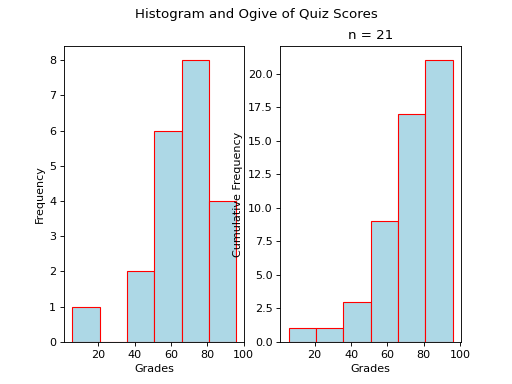 Histogram and Ogive of Quiz Scores
n = 21
8
7
6
5
4
3
2
1
0
Frequency
20 40 60 80 100
Grades
20.0
17.5
15.0
12.5
10.0
7.5
5.0
2.5
0.0
Cumulative Frequency
20 40 60 80 100
Grades